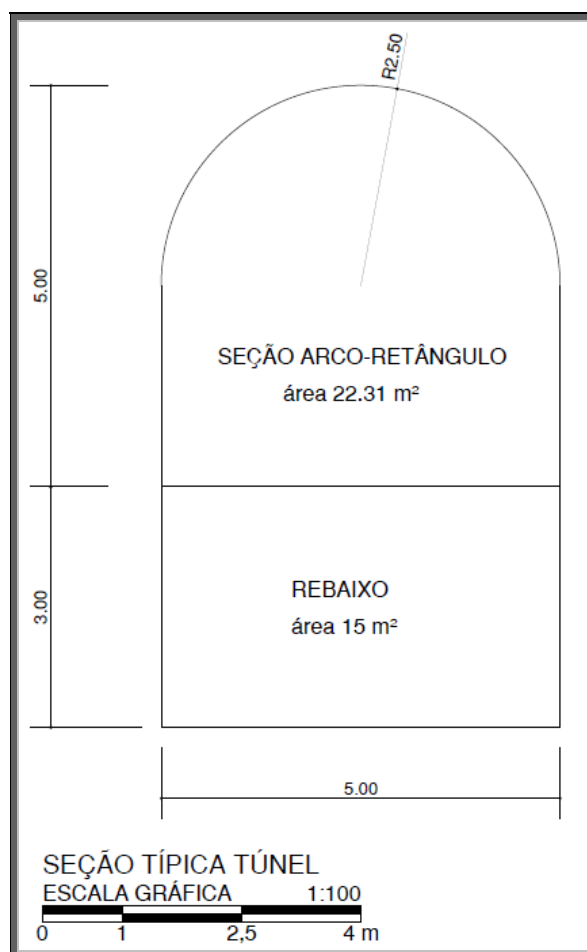 R2.50
5.00
SEÇÃO ARCO-RETÂNGULO
área 22.31 m²
3.00
REBAIXO
área 15 m²
5.00
SEÇÃO TÍPICA TÚNEL
ESCALA GRÁFICA 1:100
0 1 2,5 4 m